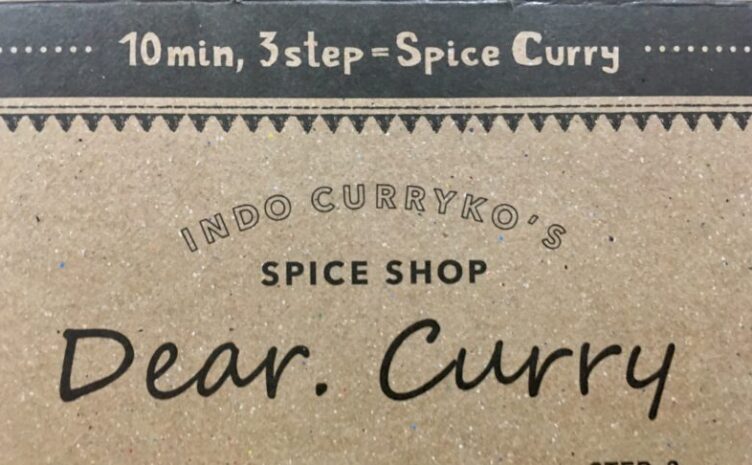 10min, 3step=Spice Curry
INDO CURRYKO'S
SPICE SHOP
Dear. Curry